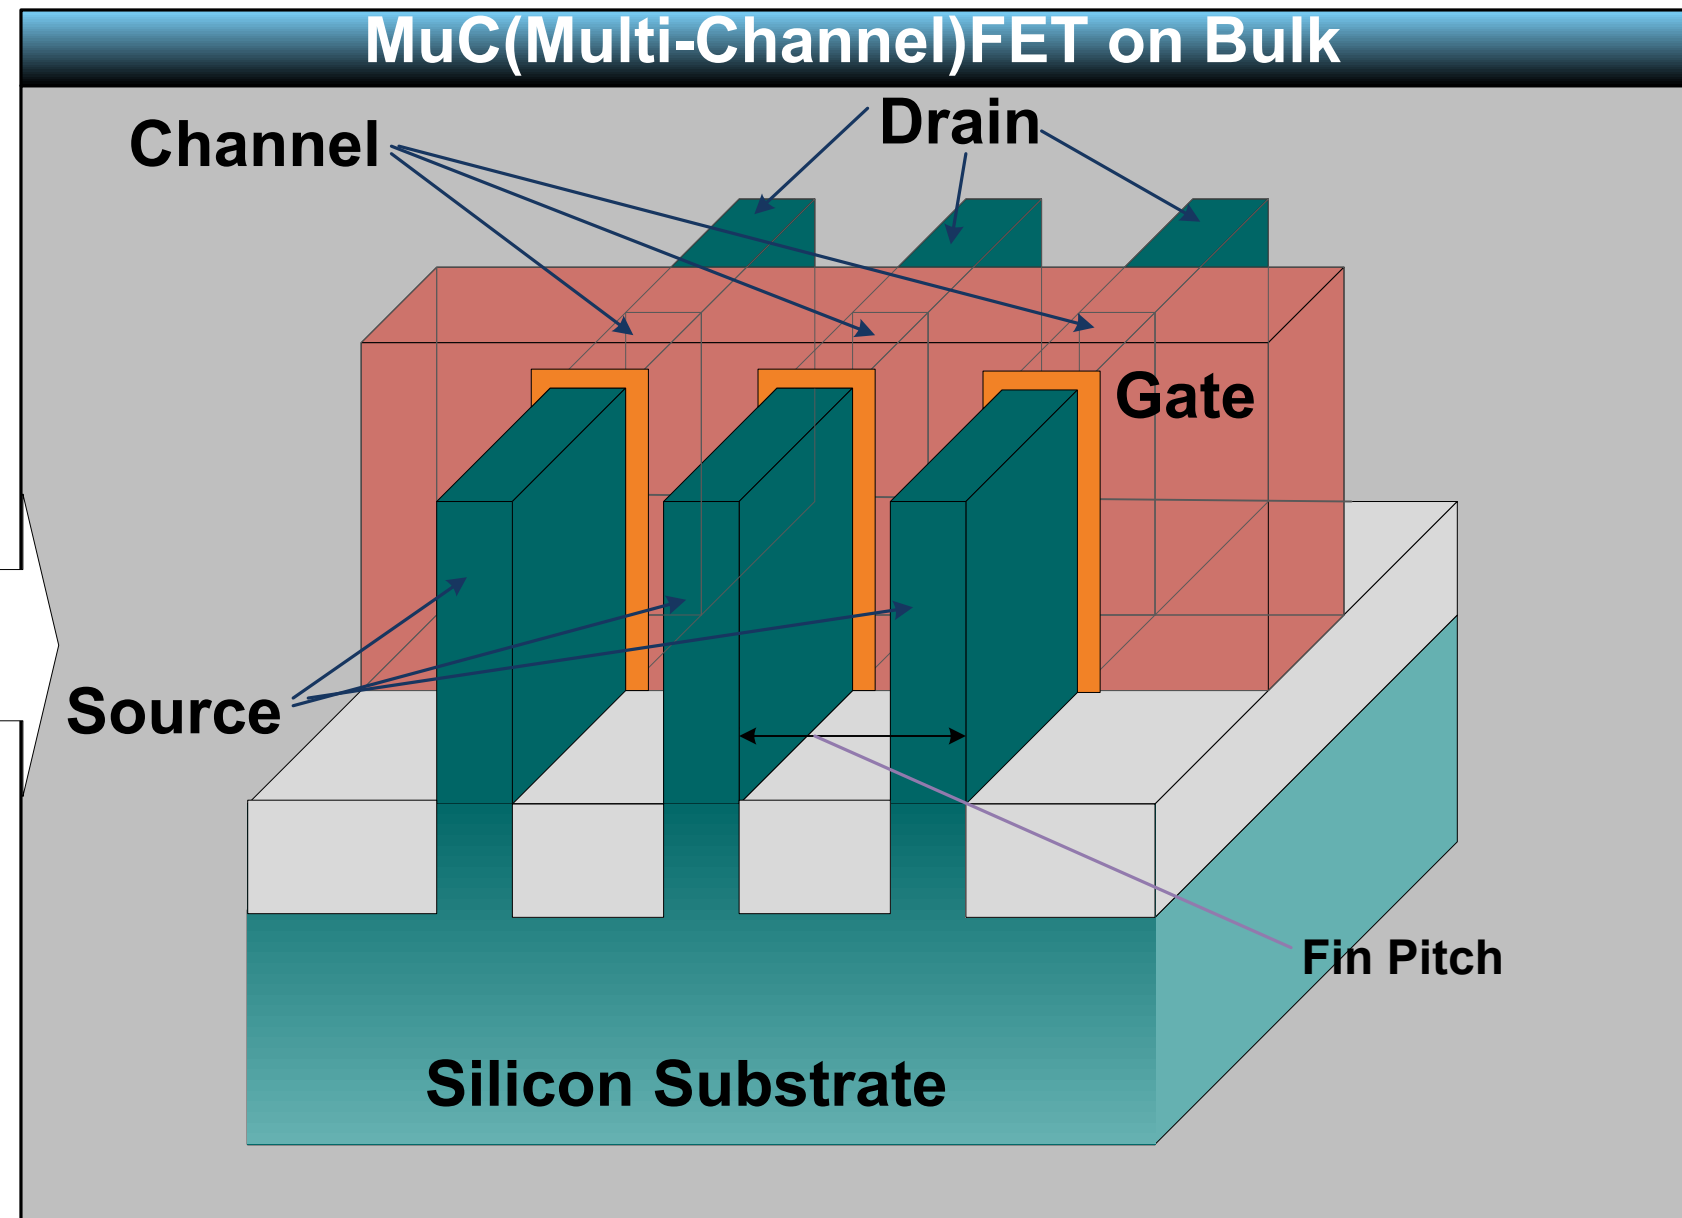 MuC(Multi-Channel)FET on Bulk
Drain
Channel
Gate
Source
Fin Pitch
Silicon Substrate